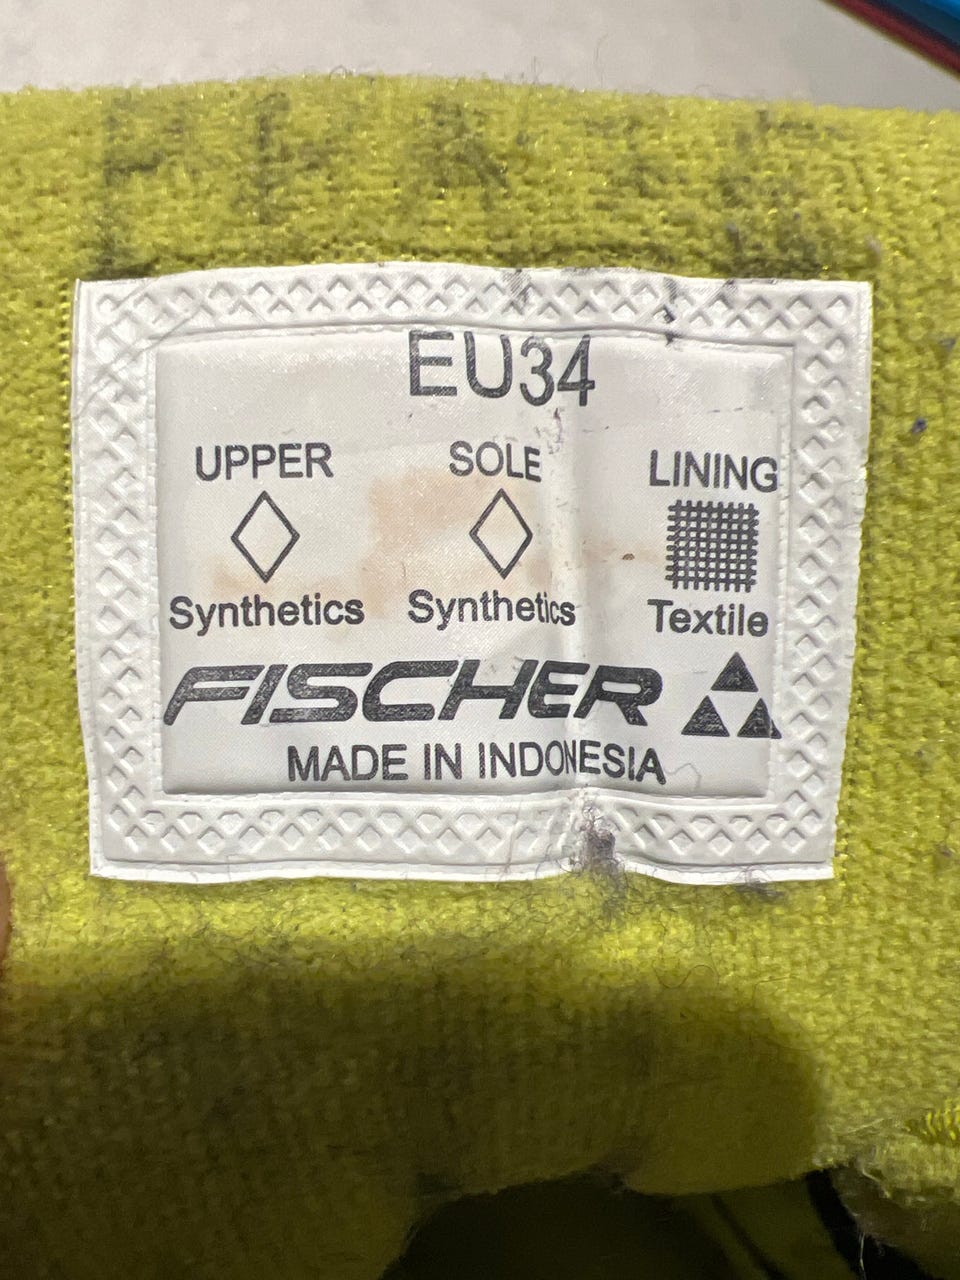 EU34
UPPER SOLE LINING
Synthetics Synthetics Textile
FISCHER
MADE IN INDONESIA